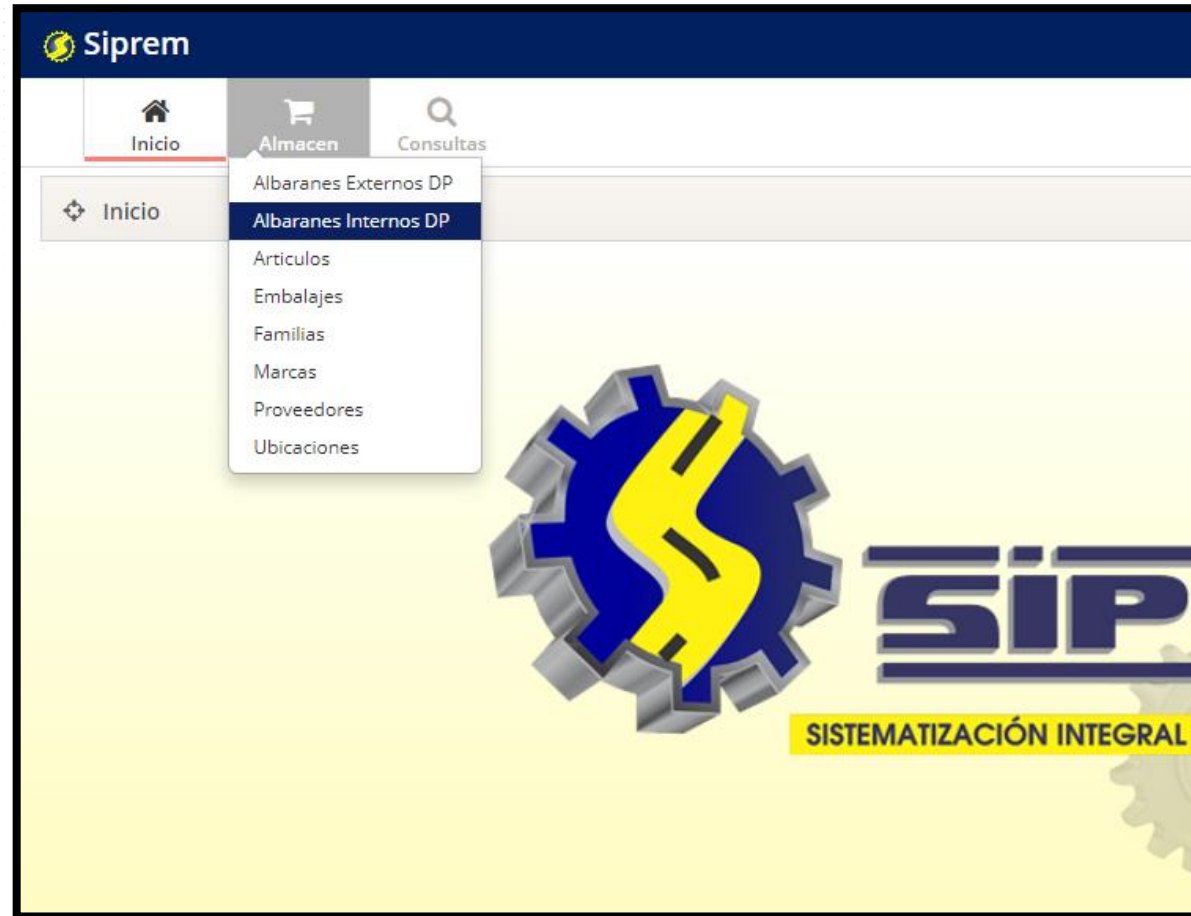 Siprem
Inicio
Almacen
Consultas
Albaranes Externos DP
Inicio
Albaranes Internos DP
Articulos
Embalajes
Familias
Marcas
Proveedores
Ubicaciones
SIP
SISTEMATIZACIÓN INTEGRAL